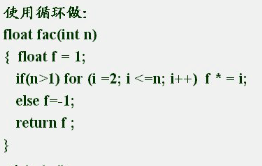 使用循环做:
float fac(int n)
{ float f = 1;
if(n>1) for (i =2; i <=n; i++) f * = i;
else f=-1;
return f ;
}